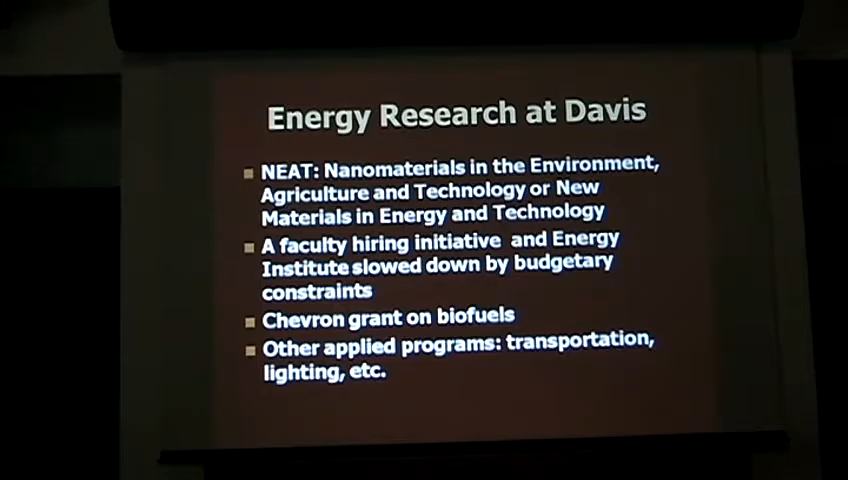 Energy Research at Davis
NEAT: Nanomaterials in the Environment,
Agriculture and Technology or New
Materials in Energy and Technology
A faculty hiring initiative and Energy
Institute slowed down by budgetary
constraints
Chevron grant on biofuels
Other applied programs: transportation,
lighting, etc.